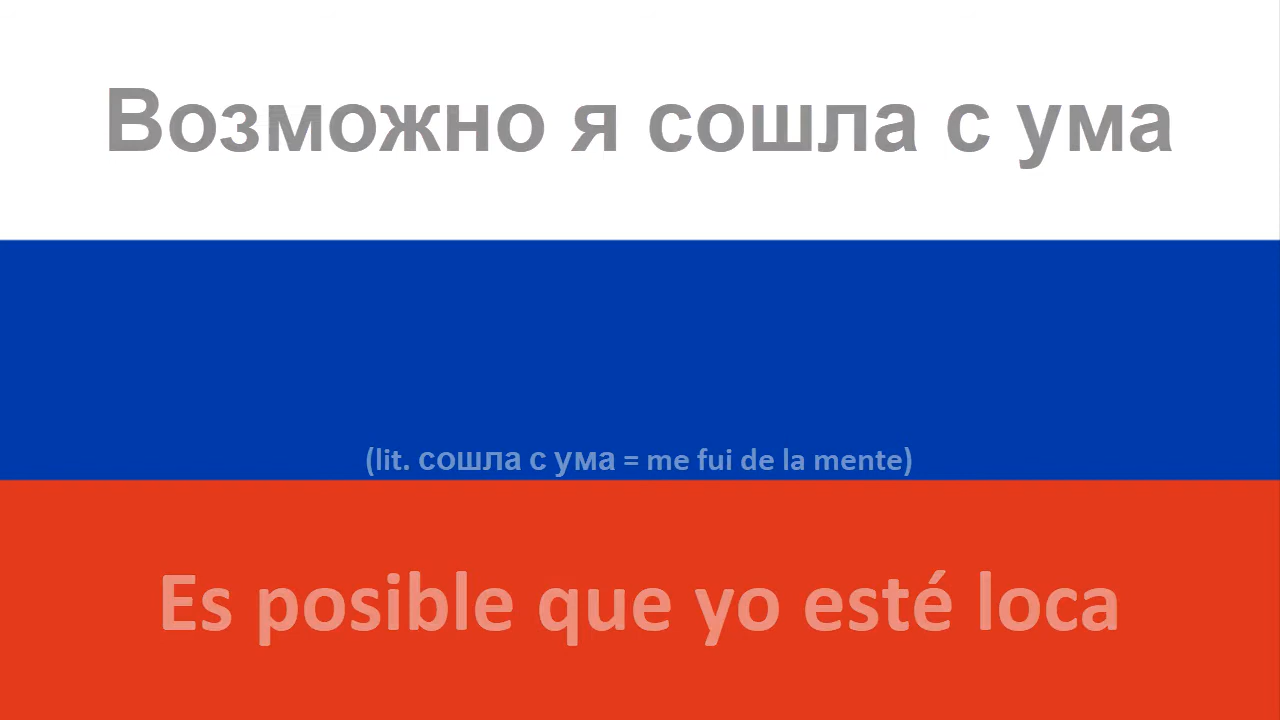 Возможно я сошла с ума
(lit. сошла с ума = me fui de la mente)
Es posible que yo esté loca